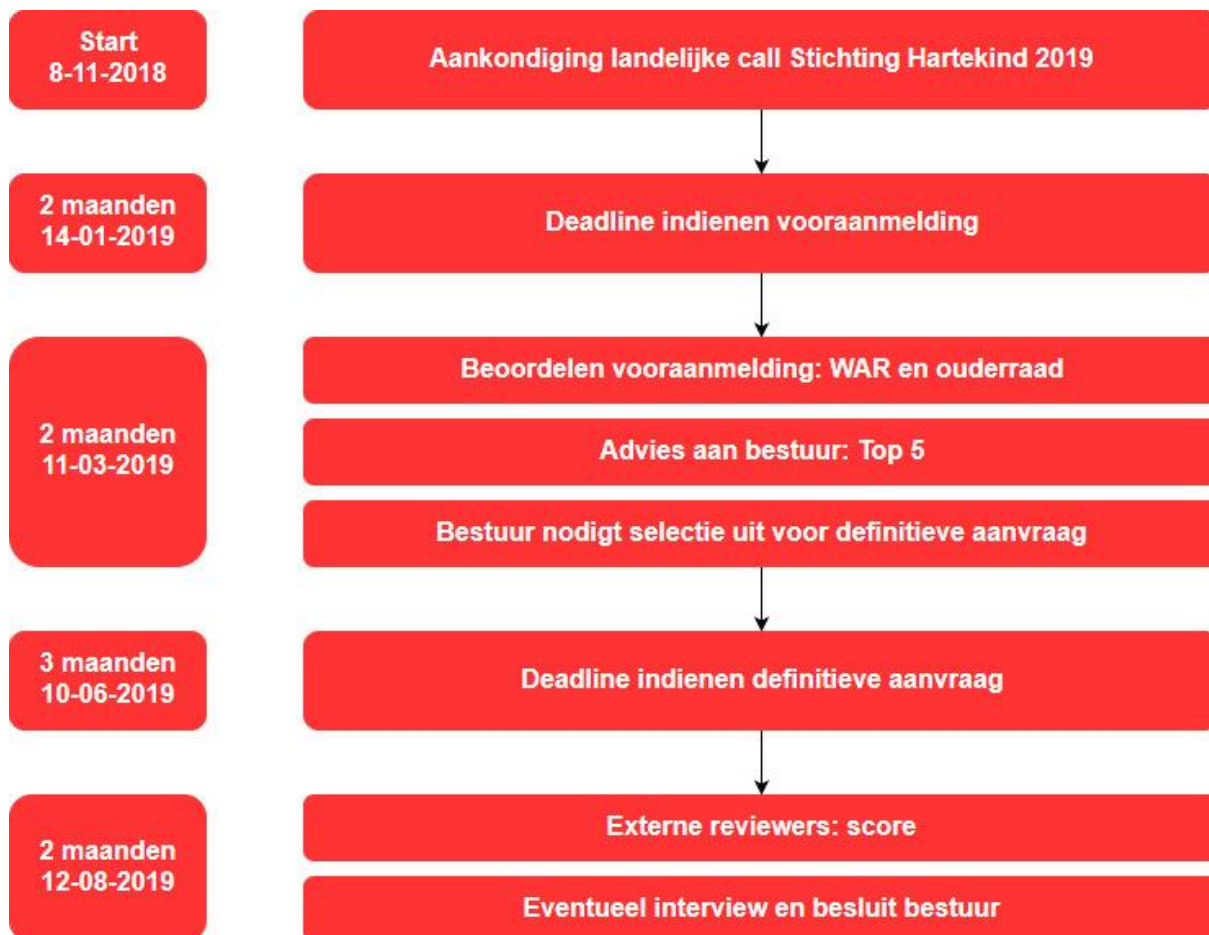 Start
8-11-2018
Aankondiging landelijke call Stichting Hartekind 2019
2 maanden
14-01-2019
Deadline indienen vooraanmelding
2 maanden
11-03-2019
Beoordelen vooraanmelding: WAR en ouderraad
Advies aan bestuur: Top 5
Bestuur nodigt selectie uit voor definitieve aanvraag
3 maanden
10-06-2019
Deadline indienen definitieve aanvraag
2 maanden
12-08-2019
Externe reviewers: score
Eventueel interview en besluit bestuur